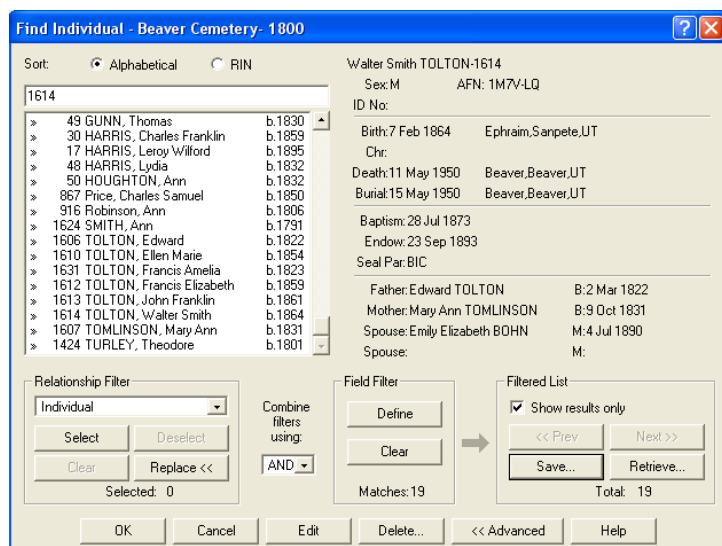 Find Individual - Beaver Cemetery- 1800
Sort: Alphabetical RIN
1614
» 49 GUNN, Thomas b.1830
» 30 HARRIS, Charles Franklin b.1859
» 17 HARRIS, Leroy Wilford b.1895
» 48 HARRIS, Lydia b.1832
» 50 HOUGHTON, Ann b.1832
» 867 Price, Charles Samuel b.1850
» 916 Robinson, Ann b.1806
» 1624 SMITH, Ann b.1791
» 1606 TOLTON, Edward b.1822
» 1610 TOLTON, Ellen Marie b.1854
» 1631 TOLTON, Francis Amelia b.1823
» 1612 TOLTON, Francis Elizabeth b.1859
» 1613 TOLTON, John Franklin b.1861
» 1614 TOLTON, Walter Smith b.1864
» 1607 TOMLINSON, Mary Ann b.1831
» 1424 TURLEY, Theodore b.1801
Walter Smith TOLTON-1614
Sex:M AFN: 1M7V-LQ
ID No:
Birth:7 Feb 1864 Ephraim,Sanpete,UT
Chr:
Death:11 May 1950 Beaver,Beaver,UT
Burial:15 May 1950 Beaver,Beaver,UT
Baptism:28 Jul 1873
Endow:23 Sep 1893
Seal Par:BIC
Father:Edward TOLTON B:2 Mar 1822
Mother:Mary Ann TOMLINSON B:9 Oct 1831
Spouse:Emily Elizabeth BOHN M:4 Jul 1890
Spouse: M:
Relationship Filter
Individual
Select Deselect
Clear Replace <<
Selected: 0
Combine
filters
using:
AND
Field Filter
Define
Clear
Matches:19
Filtered List
Show results only
<< Prev Next >>
Save... Retrieve...
Total: 19
OK Cancel Edit Delete... << Advanced Help